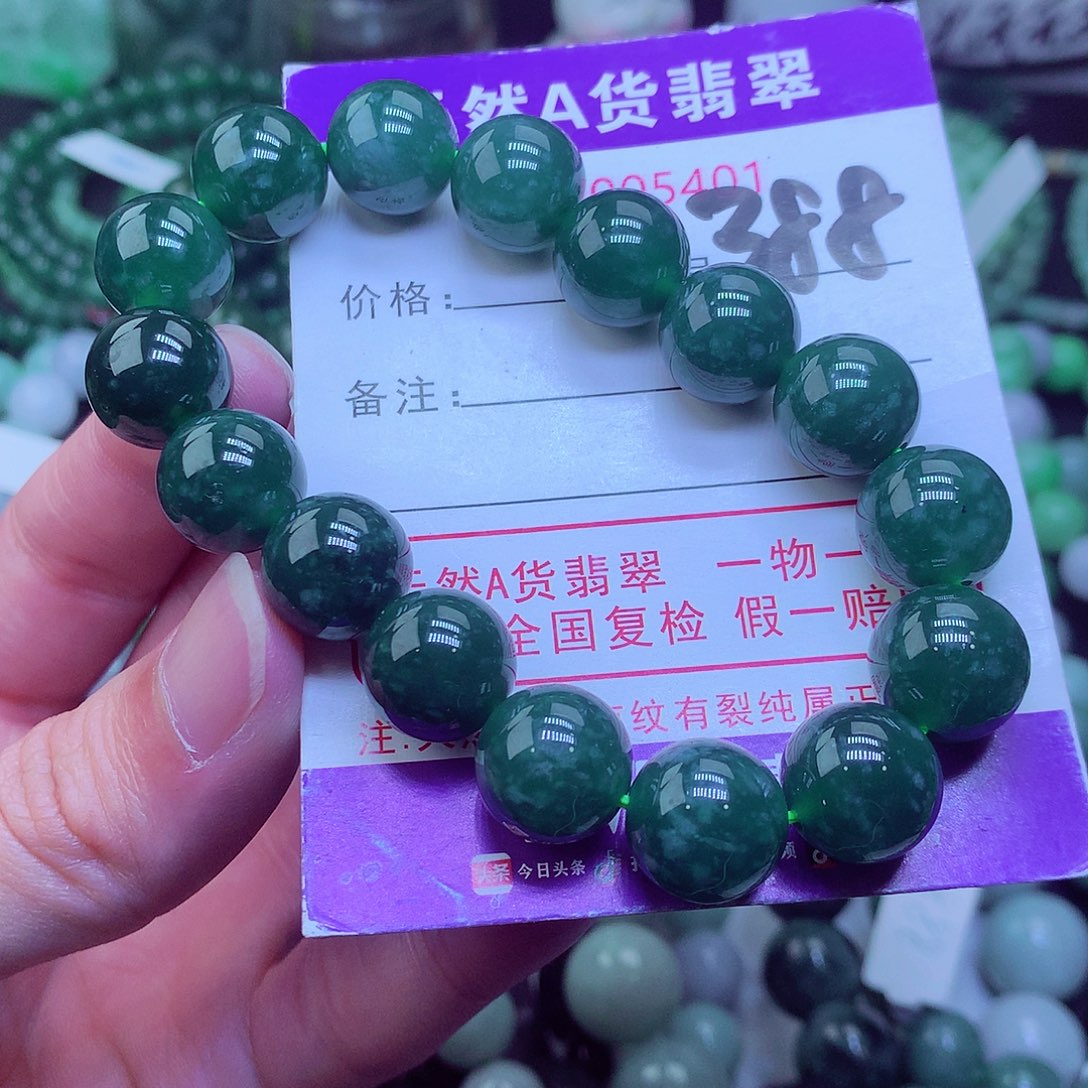 然A货翡翠
005401
388
价格:
备注:
然A货翡翠 一物一
全国复检 假一赔
注:
纹有裂纯属正
今日头条